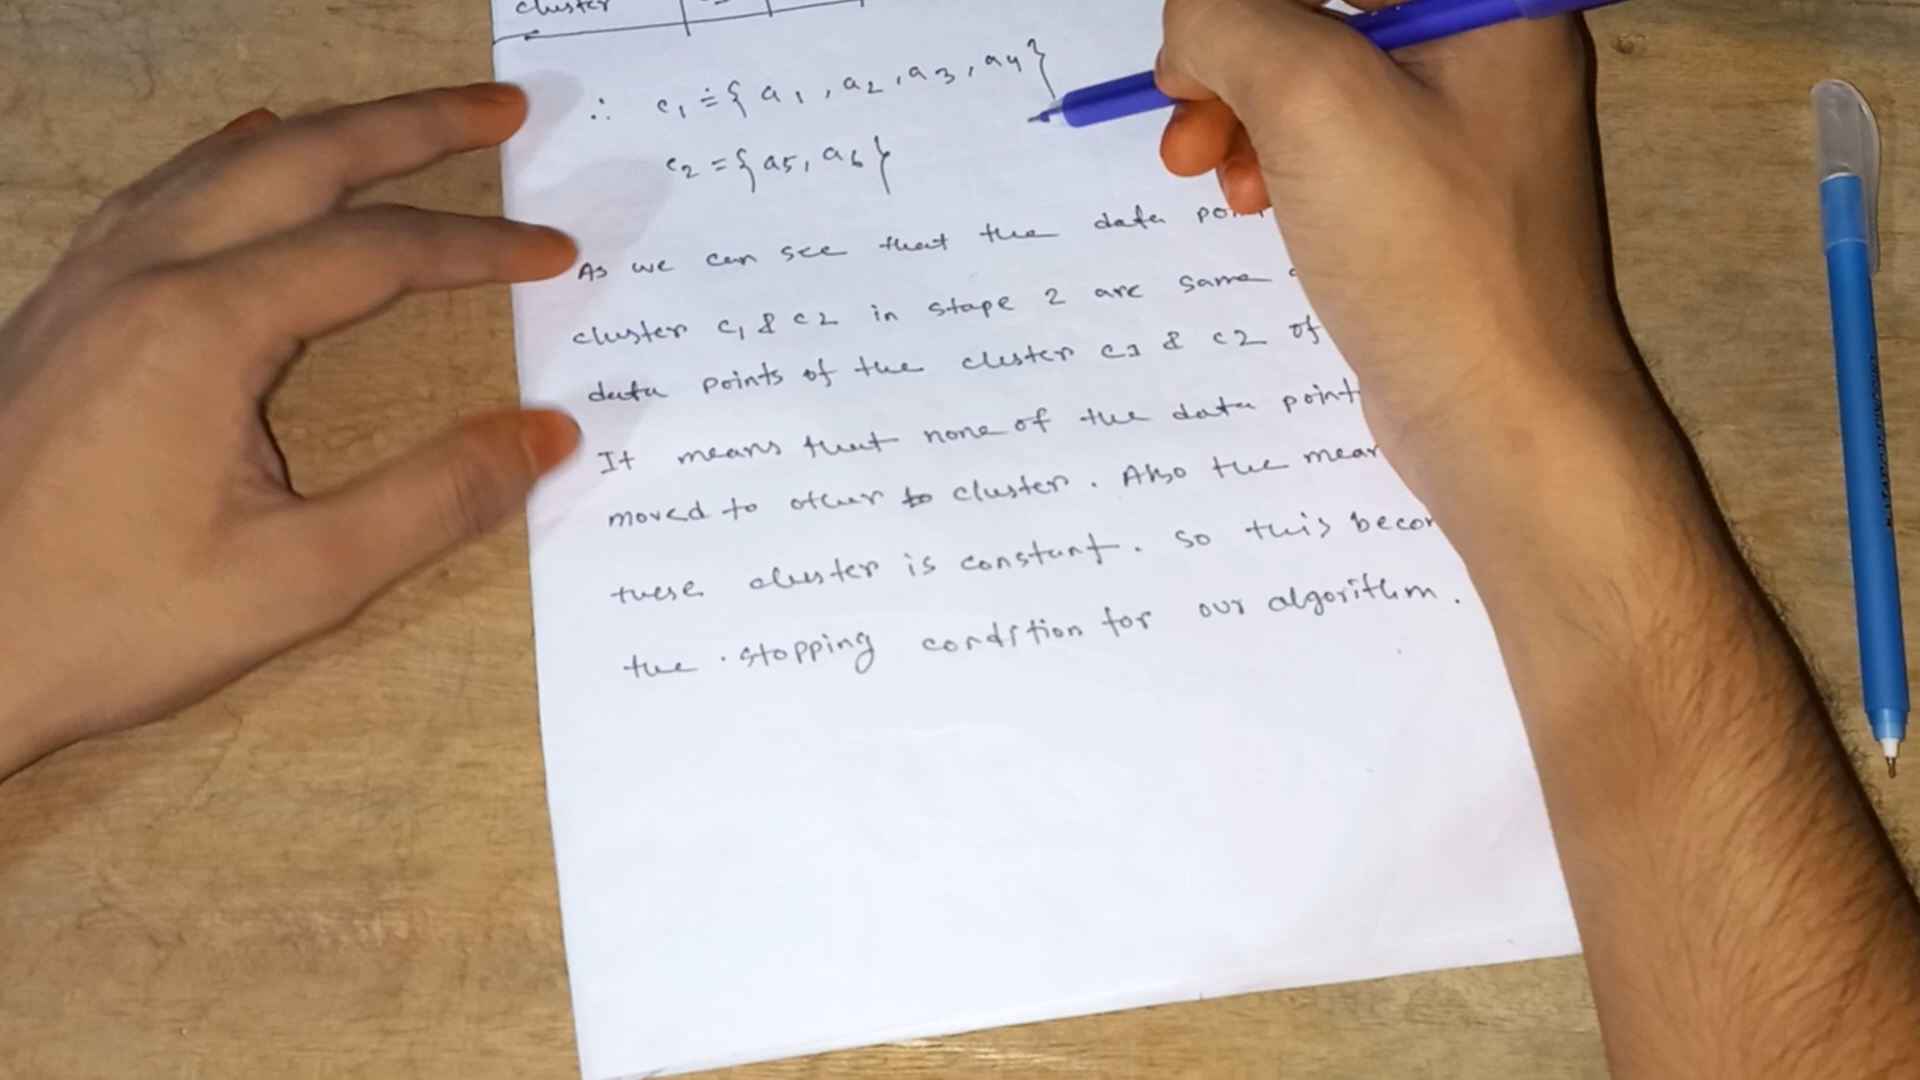 cluster
∴ c1 = { a1, a2, a3, a4 }
c2 = { a5, a6 }
As we can see that the data
cluster c1 & c2 in stape 2 are same
data points of the cluster c1 & c2 of
It means that none of the data point
moved to other to cluster. Also the mean
these cluster is constant. So this
the . stopping condition for our algorithm.